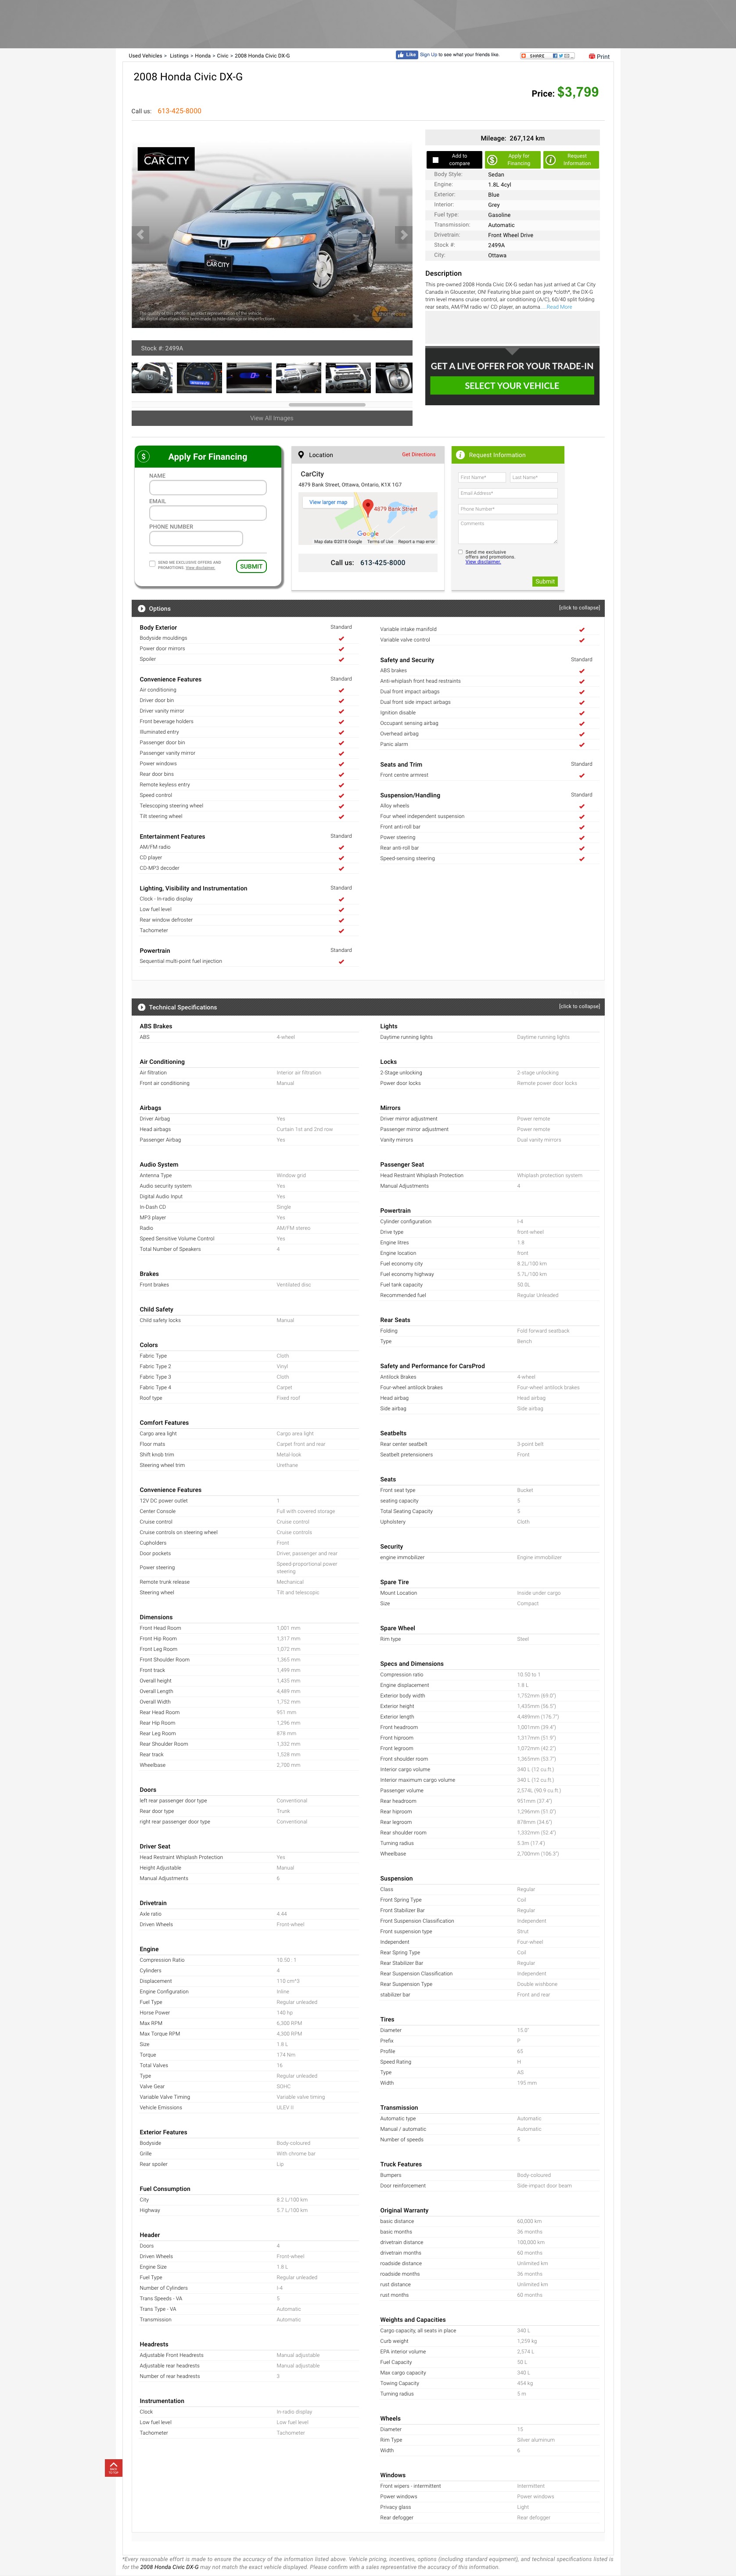 Used Vehicles > Listings > Honda > Civic > 2008 Honda Civic DX-G
Like Sign Up to see what your friends like.
SHARE
Print
2008 Honda Civic DX-G
Price: $3,799
Call us: 613-425-8000
CAR CITY
CAR CITY
Stock #: 2499A
View All Images
Mileage: 267,124 km
Add to compare
Apply for Financing
Request Information
Body Style: Sedan
Engine: 1.8L 4cyl
Exterior: Blue
Interior: Grey
Fuel type: Gasoline
Transmission: Automatic
Drivetrain: Front Wheel Drive
Stock #: 2499A
City: Ottawa
Description
This pre-owned 2008 Honda Civic DX-G sedan has just arrived at Car City
Canada in Gloucester, ON! Featuring blue paint on grey *cloth*, the DX-G
trim level means cruise control, air conditioning (A/C), 60/40 split folding
rear seats, AM/FM radio w/ CD player, an automa... Read More
GET A LIVE OFFER FOR YOUR TRADE-IN
SELECT YOUR VEHICLE
Apply For Financing
NAME
EMAIL
PHONE NUMBER
SEND ME EXCLUSIVE OFFERS AND
PROMOTIONS. View disclaimer.
SUBMIT
Location
Get Directions
CarCity
4879 Bank Street, Ottawa, Ontario, K1X 1G7
View larger map
4879 Bank Street
Google
Map data ©2018 Google Terms of Use Report a map error
Call us: 613-425-8000
Request Information
First Name*
Last Name*
Email Address*
Phone Number*
Comments
Send me exclusive
offers and promotions.
View disclaimer.
Submit
Options
[click to collapse]
Body Exterior Standard
Bodyside mouldings
Power door mirrors
Spoiler
Convenience Features Standard
Air conditioning
Driver door bin
Driver vanity mirror
Front beverage holders
Illuminated entry
Passenger door bin
Passenger vanity mirror
Power windows
Rear door bins
Remote keyless entry
Speed control
Telescoping steering wheel
Tilt steering wheel
Entertainment Features Standard
AM/FM radio
CD player
CD-MP3 decoder
Lighting, Visibility and Instrumentation Standard
Clock - In-radio display
Low fuel level
Rear window defroster
Tachometer
Powertrain Standard
Sequential multi-point fuel injection
Variable intake manifold
Variable valve control
Safety and Security Standard
ABS brakes
Anti-whiplash front head restraints
Dual front impact airbags
Dual front side impact airbags
Ignition disable
Occupant sensing airbag
Overhead airbag
Panic alarm
Seats and Trim Standard
Front centre armrest
Suspension/Handling Standard
Alloy wheels
Four wheel independent suspension
Front anti-roll bar
Power steering
Rear anti-roll bar
Speed-sensing steering
Technical Specifications
[click to collapse]
ABS Brakes
ABS 4-wheel
Air Conditioning
Air filtration Interior air filtration
Front air conditioning Manual
Airbags
Driver Airbag Yes
Head airbags Curtain 1st and 2nd row
Passenger Airbag Yes
Audio System
Antenna Type Window grid
Audio security system Yes
Digital Audio Input Yes
In-Dash CD Single
MP3 player Yes
Radio AM/FM stereo
Speed Sensitive Volume Control Yes
Total Number of Speakers 4
Brakes
Front brakes Ventilated disc
Child Safety
Child safety locks Manual
Colors
Fabric Type Cloth
Fabric Type 2 Vinyl
Fabric Type 3 Cloth
Fabric Type 4 Carpet
Roof type Fixed roof
Comfort Features
Cargo area light Cargo area light
Floor mats Carpet front and rear
Shift knob trim Metal-look
Steering wheel trim Urethane
Convenience Features
12V DC power outlet 1
Center Console Full with covered storage
Cruise control Cruise control
Cruise controls on steering wheel Cruise controls
Cupholders Front
Door pockets Driver, passenger and rear
Power steering Speed-proportional power
steering
Remote trunk release Mechanical
Steering wheel Tilt and telescopic
Dimensions
Front Head Room 1,001 mm
Front Hip Room 1,317 mm
Front Leg Room 1,072 mm
Front Shoulder Room 1,365 mm
Front track 1,499 mm
Overall height 1,435 mm
Overall Length 4,489 mm
Overall Width 1,752 mm
Rear Head Room 951 mm
Rear Hip Room 1,296 mm
Rear Leg Room 878 mm
Rear Shoulder Room 1,332 mm
Rear track 1,528 mm
Wheelbase 2,700 mm
Doors
left rear passenger door type Conventional
Rear door type Trunk
right rear passenger door type Conventional
Driver Seat
Head Restraint Whiplash Protection Yes
Height Adjustable Manual
Manual Adjustments 6
Drivetrain
Axle ratio 4.44
Driven Wheels Front-wheel
Engine
Compression Ratio 10.50 : 1
Cylinders 4
Displacement 110 cm^3
Engine Configuration Inline
Fuel Type Regular unleaded
Horse Power 140 hp
Max RPM 6,300 RPM
Max Torque RPM 4,300 RPM
Size 1.8 L
Torque 174 Nm
Total Valves 16
Type Regular unleaded
Valve Gear SOHC
Variable Valve Timing Variable valve timing
Vehicle Emissions ULEV II
Exterior Features
Bodyside Body-coloured
Grille With chrome bar
Rear spoiler Lip
Fuel Consumption
City 8.2 L/100 km
Highway 5.7 L/100 km
Header
Doors 4
Driven Wheels Front-wheel
Engine Size 1.8 L
Fuel Type Regular unleaded
Number of Cylinders I-4
Trans Speeds - VA 5
Trans Type - VA Automatic
Transmission Automatic
Headrests
Adjustable Front Headrests Manual adjustable
Adjustable rear headrests Manual adjustable
Number of rear headrests 3
Instrumentation
Clock In-radio display
Low fuel level Low fuel level
Tachometer Tachometer
Lights
Daytime running lights Daytime running lights
Locks
2-Stage unlocking 2-stage unlocking
Power door locks Remote power door locks
Mirrors
Driver mirror adjustment Power remote
Passenger mirror adjustment Power remote
Vanity mirrors Dual vanity mirrors
Passenger Seat
Head Restraint Whiplash Protection Whiplash protection system
Manual Adjustments 4
Powertrain
Cylinder configuration I-4
Drive type front-wheel
Engine litres 1.8
Engine location front
Fuel economy city 8.2L/100 km
Fuel economy highway 5.7L/100 km
Fuel tank capacity 50.0L
Recommended fuel Regular Unleaded
Rear Seats
Folding Fold forward seatback
Type Bench
Safety and Performance for CarsProd
Antilock Brakes 4-wheel
Four-wheel antilock brakes Four-wheel antilock brakes
Head airbag Head airbag
Side airbag Side airbag
Seatbelts
Rear center seatbelt 3-point belt
Seatbelt pretensioners Front
Seats
Front seat type Bucket
seating capacity 5
Total Seating Capacity 5
Upholstery Cloth
Security
engine immobilizer Engine immobilizer
Spare Tire
Mount Location Inside under cargo
Size Compact
Spare Wheel
Rim type Steel
Specs and Dimensions
Compression ratio 10.50 to 1
Engine displacement 1.8 L
Exterior body width 1,752mm (69.0")
Exterior height 1,435mm (56.5")
Exterior length 4,489mm (176.7")
Front headroom 1,001mm (39.4")
Front hiproom 1,317mm (51.9")
Front legroom 1,072mm (42.2")
Front shoulder room 1,365mm (53.7")
Interior cargo volume 340 L (12 cu.ft.)
Interior maximum cargo volume 340 L (12 cu.ft.)
Passenger volume 2,574L (90.9 cu.ft.)
Rear headroom 951mm (37.4")
Rear hiproom 1,296mm (51.0")
Rear legroom 878mm (34.6")
Rear shoulder room 1,332mm (52.4")
Turning radius 5.3m (17.4')
Wheelbase 2,700mm (106.3")
Suspension
Class Regular
Front Spring Type Coil
Front Stabilizer Bar Regular
Front Suspension Classification Independent
Front suspension type Strut
Independent Four-wheel
Rear Spring Type Coil
Rear Stabilizer Bar Regular
Rear Suspension Classification Independent
Rear Suspension Type Double wishbone
stabilizer bar Front and rear
Tires
Diameter 15.0"
Prefix P
Profile 65
Speed Rating H
Type AS
Width 195 mm
Transmission
Automatic type Automatic
Manual / automatic Automatic
Number of speeds 5
Truck Features
Bumpers Body-coloured
Door reinforcement Side-impact door beam
Original Warranty
basic distance 60,000 km
basic months 36 months
drivetrain distance 100,000 km
drivetrain months 60 months
roadside distance Unlimited km
roadside months 36 months
rust distance Unlimited km
rust months 60 months
Weights and Capacities
Cargo capacity, all seats in place 340 L
Curb weight 1,239 kg
EPA interior volume 2,574 L
Fuel Capacity 50 L
Max cargo capacity 340 L
Towing Capacity 454 kg
Turning radius 5 m
Wheels
Diameter 15
Rim Type Silver aluminum
Width 6
Windows
Front wipers - intermittent Intermittent
Power windows Power windows
Privacy glass Light
Rear defogger Rear defogger
*Every reasonable effort is made to ensure the accuracy of the information listed above. Vehicle pricing, incentives, options (including standard equipment), and technical specifications listed is
for the 2008 Honda Civic DX-G may not match the exact vehicle displayed. Please confirm with a sales representative the accuracy of this information.